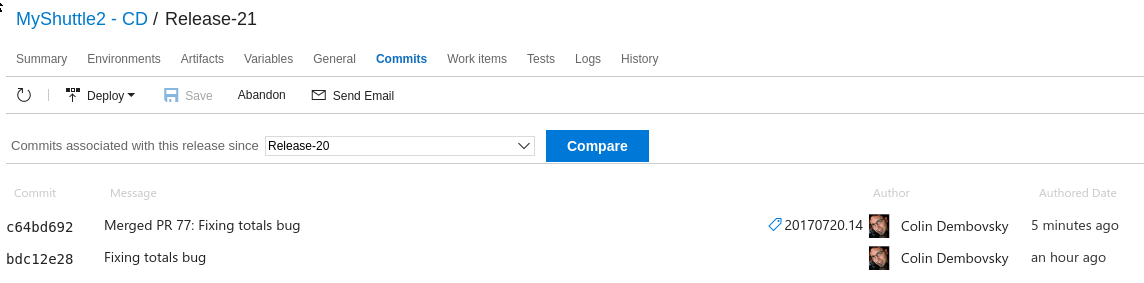 MyShuttle2 - CD / Release-21
Summary Environments Artifacts Variables General Commits Work items Tests Logs History
Deploy Save Abandon Send Email
Commits associated with this release since Release-20 Compare
Commit Message Author Authored Date
c64bd692 Merged PR 77: Fixing totals bug 20170720.14 Colin Dembovsky 5 minutes ago
bdc12e28 Fixing totals bug Colin Dembovsky an hour ago